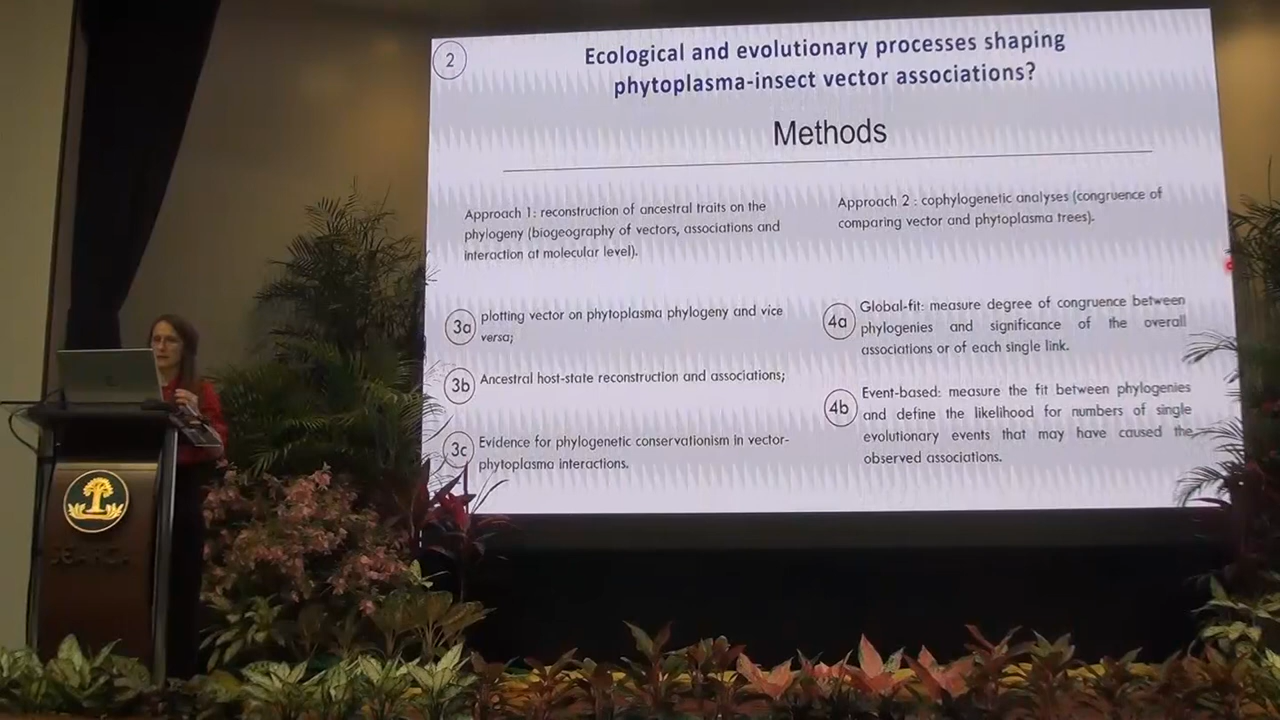 2
Ecological and evolutionary processes shaping
phytoplasma-insect vector associations?
Methods
Approach 1: reconstruction of ancestral traits on the
phylogeny (biogeography of vectors, associations and
interaction at molecular level).
3a
plotting vector on phytoplasma phylogeny and vice
versa;
3b
Ancestral host-state reconstruction and associations;
3c
Evidence for phylogenetic conservationism in vector-
phytoplasma interactions.
Approach 2 : cophylogenetic analyses (congruence of
comparing vector and phytoplasma trees).
4a
Global-fit: measure degree of congruence between
phylogenies and significance of the overall
associations or of each single link.
4b
Event-based: measure the fit between phylogenies
and define the likelihood for numbers of single
evolutionary events that may have caused the
observed associations.
SEARCA